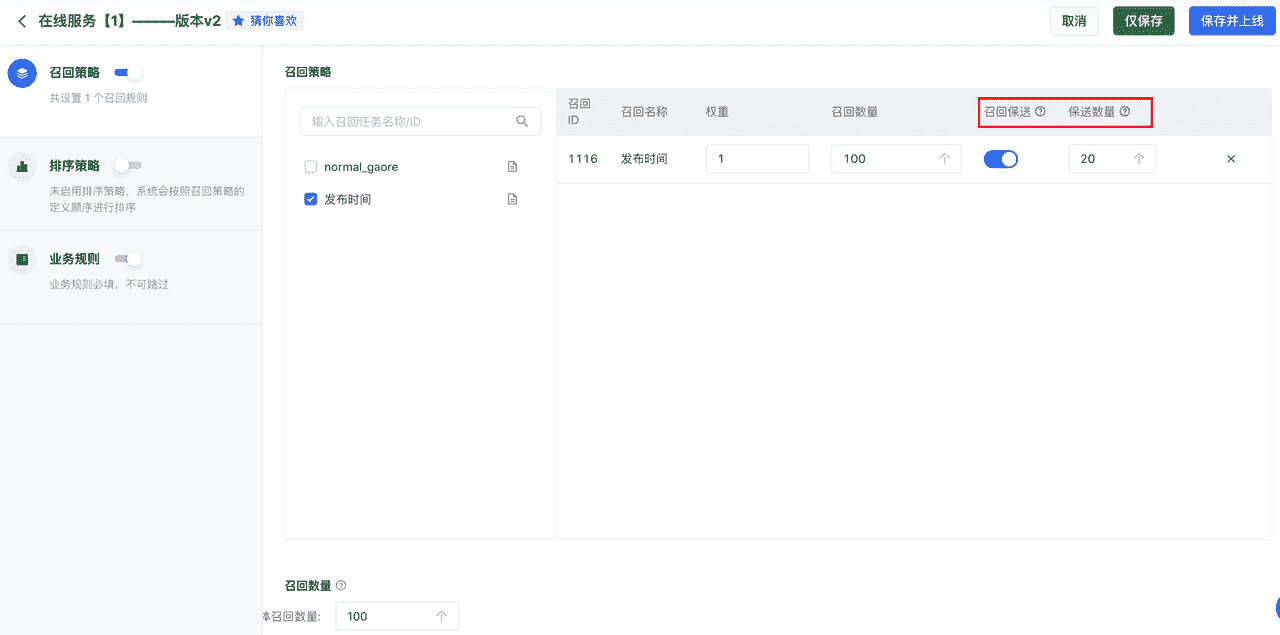 在线服务【1】———版本v2 猜你喜欢 取消 仅保存 保存并上线
召回策略
共设置 1 个召回规则
排序策略
未启用排序策略，系统会按照召回策略的
定义顺序进行排序
业务规则
业务规则必填，不可跳过
召回策略
输入召回任务名称/ID
normal_gaore
发布时间
召回
ID
召回名称 权重 召回数量 召回保送 保送数量
1116 发布时间 1 100 20
召回数量
召回数量: 100